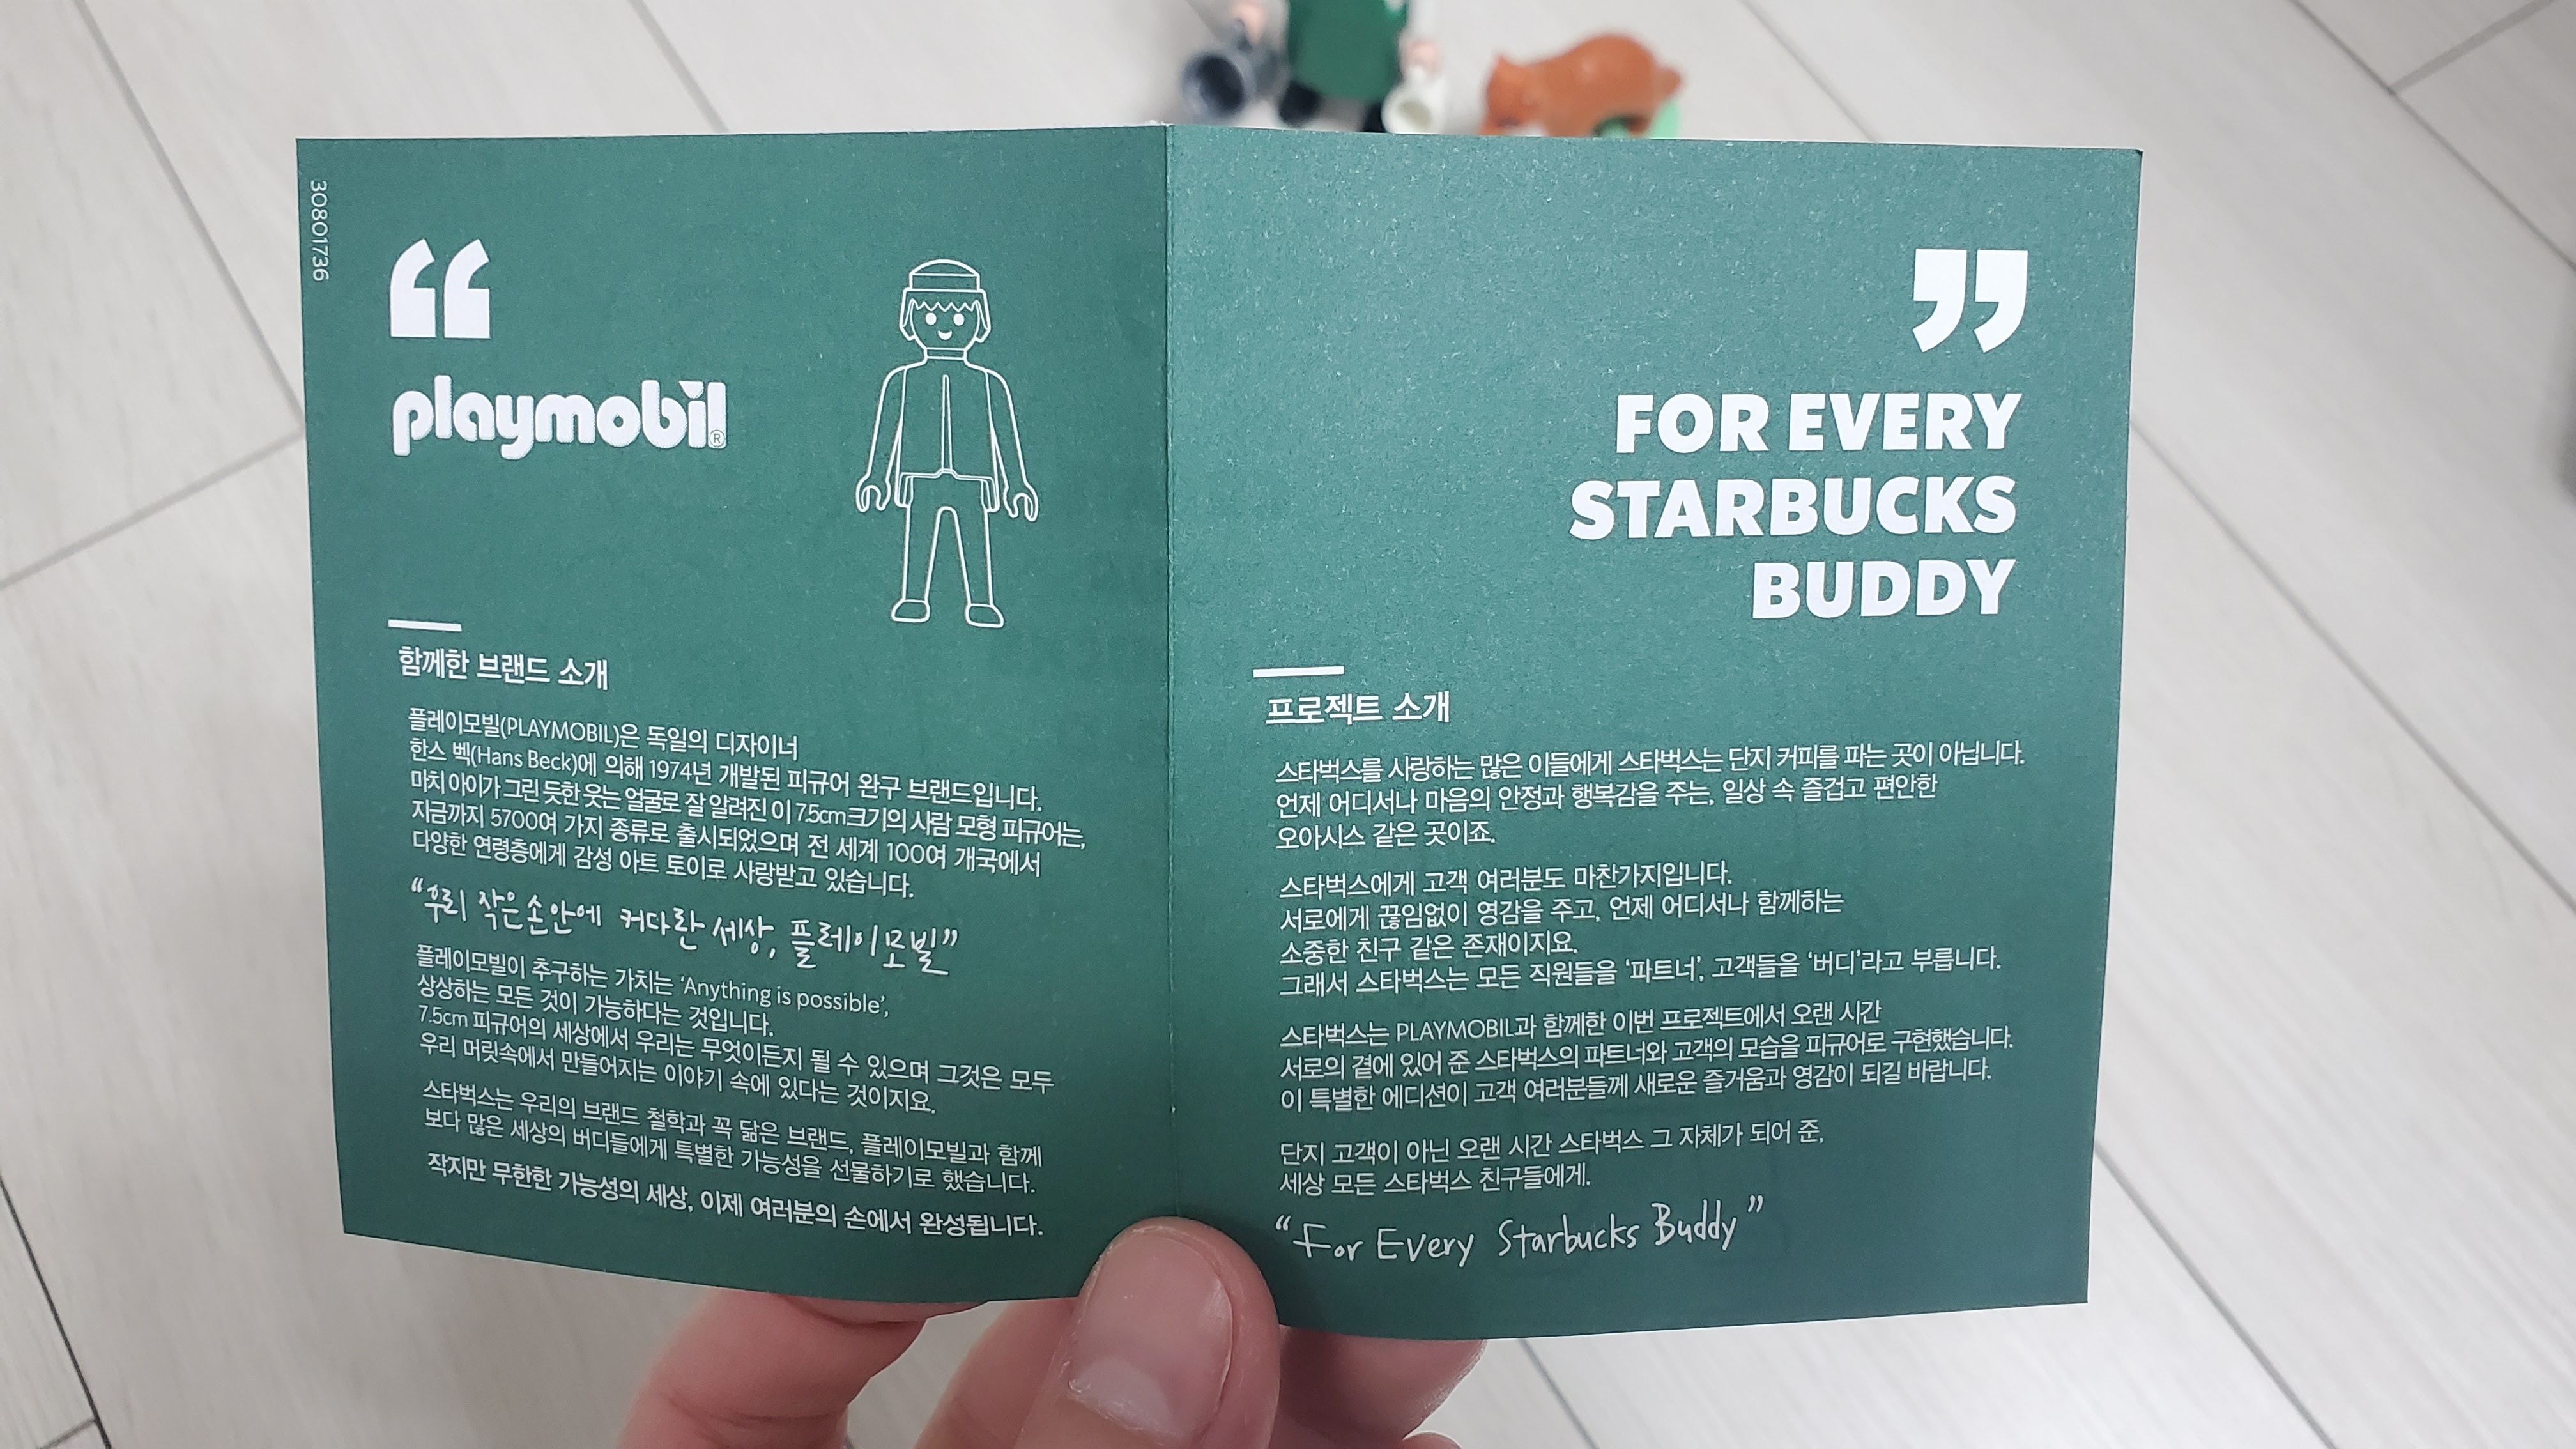 30801736
“
playmobil®
함께한 브랜드 소개
플레이모빌(PLAYMOBIL)은 독일의 디자이너
한스 벡(Hans Beck)에 의해 1974년 개발된 피규어 완구 브랜드입니다.
마치 아이가 그린 듯한 웃는 얼굴로 잘 알려진 이 7.5cm크기의 사람 모형 피규어는,
지금까지 5700여 가지 종류로 출시되었으며 전 세계 100여 개국에서
다양한 연령층에게 감성 아트 토이로 사랑받고 있습니다.
“우리 작은손안에 커다란 세상, 플레이모빌”
플레이모빌이 추구하는 가치는 ‘Anything is possible’,
상상하는 모든 것이 가능하다는 것입니다.
7.5cm 피규어의 세상에서 우리는 무엇이든지 될 수 있으며 그것은 모두
우리 머릿속에서 만들어지는 이야기 속에 있다는 것이지요.
스타벅스는 우리의 브랜드 철학과 꼭 닮은 브랜드, 플레이모빌과 함께
보다 많은 세상의 버디들에게 특별한 가능성을 선물하기로 했습니다.
작지만 무한한 가능성의 세상, 이제 여러분의 손에서 완성됩니다.
”
FOR EVERY
STARBUCKS
BUDDY
프로젝트 소개
스타벅스를 사랑하는 많은 이들에게 스타벅스는 단지 커피를 파는 곳이 아닙니다.
언제 어디서나 마음의 안정과 행복감을 주는, 일상 속 즐겁고 편안한
오아시스 같은 곳이죠.
스타벅스에게 고객 여러분도 마찬가지입니다.
서로에게 끊임없이 영감을 주고, 언제 어디서나 함께하는
소중한 친구 같은 존재이지요.
그래서 스타벅스는 모든 직원들을 ‘파트너’, 고객들을 ‘버디’라고 부릅니다.
스타벅스는 PLAYMOBIL과 함께한 이번 프로젝트에서 오랜 시간
서로의 곁에 있어 준 스타벅스의 파트너와 고객의 모습을 피규어로 구현했습니다.
이 특별한 에디션이 고객 여러분들께 새로운 즐거움과 영감이 되길 바랍니다.
단지 고객이 아닌 오랜 시간 스타벅스 그 자체가 되어 준,
세상 모든 스타벅스 친구들에게.
“For Every Starbucks Buddy”